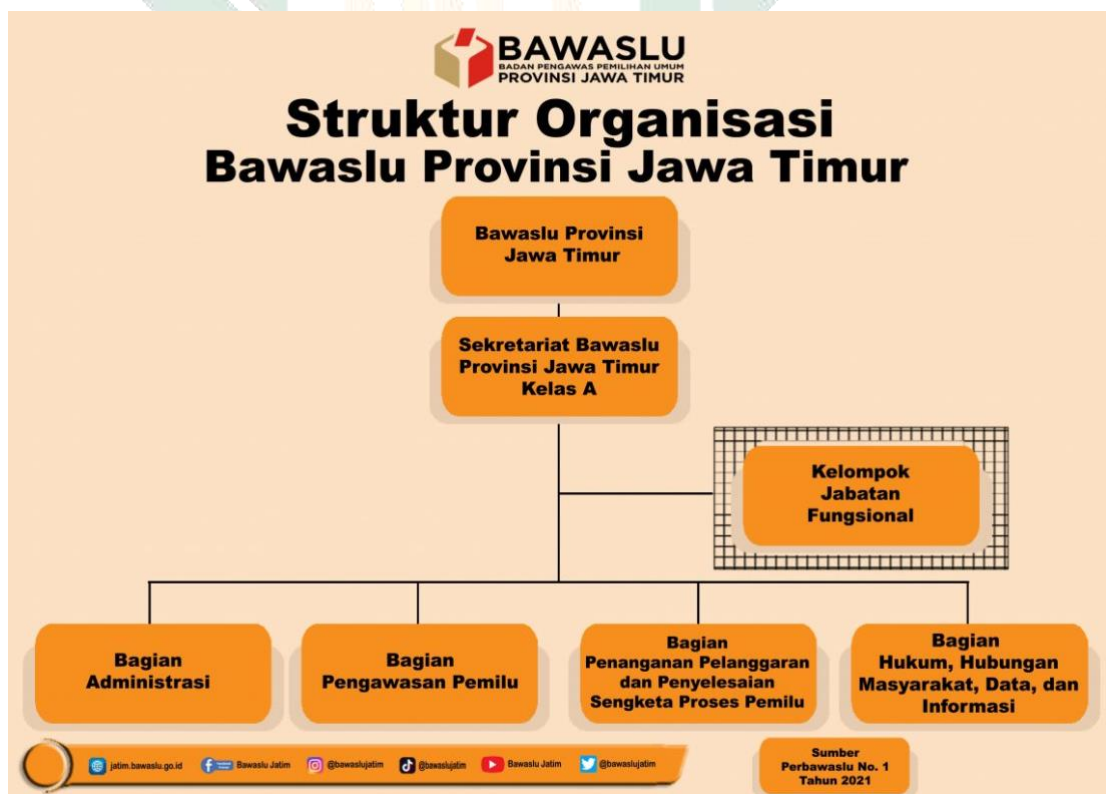 BAWASLU
BADAN PENGAWAS PEMILIHAN UMUM
PROVINSI JAWA TIMUR
Struktur Organisasi
Bawaslu Provinsi Jawa Timur
Bawaslu Provinsi
Jawa Timur
Sekretariat Bawaslu
Provinsi Jawa Timur
Kelas A
Kelompok
Jabatan
Fungsional
Bagian
Administrasi
Bagian
Pengawasan Pemilu
Bagian
Penanganan Pelanggaran
dan Penyelesaian
Sengketa Proses Pemilu
Bagian
Hukum, Hubungan
Masyarakat, Data, dan
Informasi
jatim.bawaslu.go.id
Bawaslu Jatim
@bawaslujatim
@bawaslujatim
Bawaslu Jatim
@bawaslujatim
Sumber
Perbawaslu No. 1
Tahun 2021